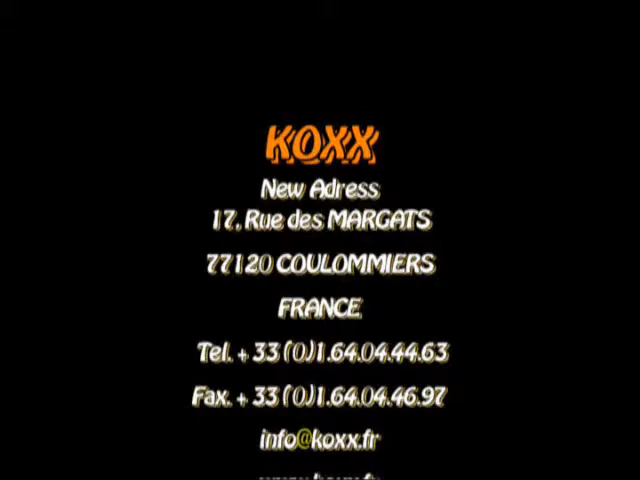 KOXX
New Adress
17, Rue des MARGATS
77120 COULOMMIERS
FRANCE
Tel. + 33 (0)1.64.04.44.63
Fax. + 33 (0)1.64.04.46.97
info@koxx.fr